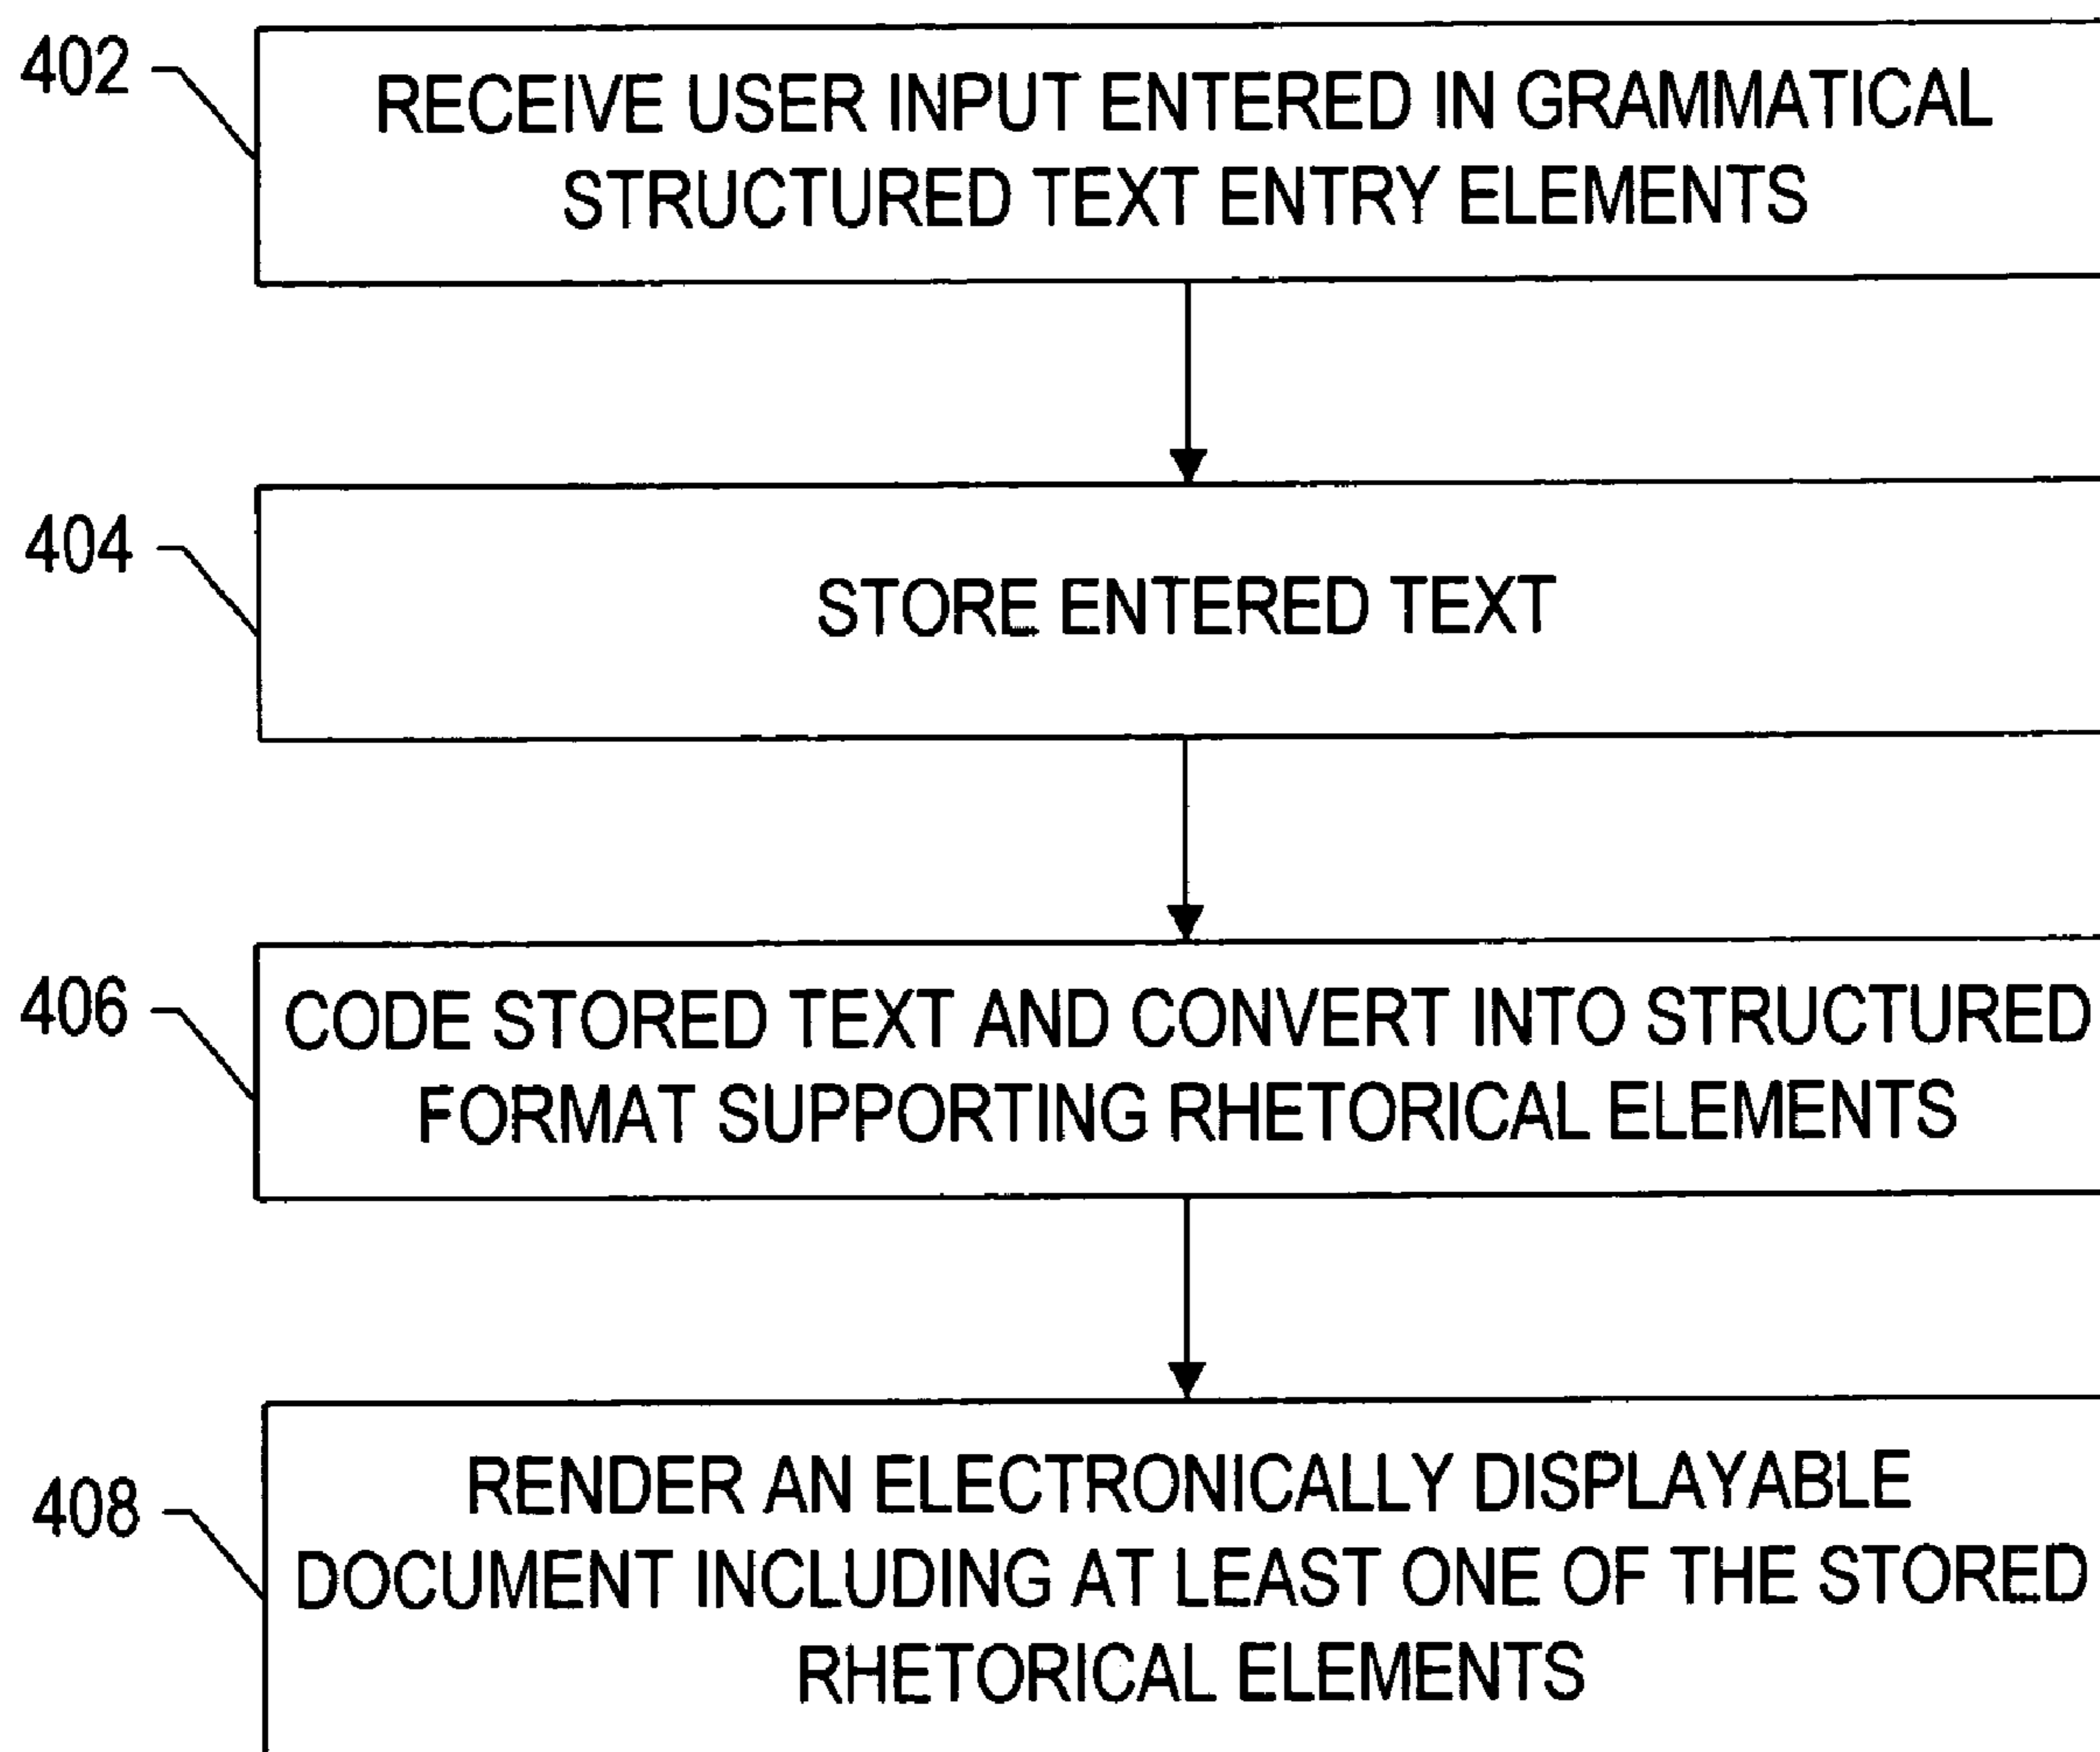 402
RECEIVE USER INPUT ENTERED IN GRAMMATICAL
STRUCTURED TEXT ENTRY ELEMENTS
404
STORE ENTERED TEXT
406
CODE STORED TEXT AND CONVERT INTO STRUCTURED
FORMAT SUPPORTING RHETORICAL ELEMENTS
408
RENDER AN ELECTRONICALLY DISPLAYABLE
DOCUMENT INCLUDING AT LEAST ONE OF THE STORED
RHETORICAL ELEMENTS